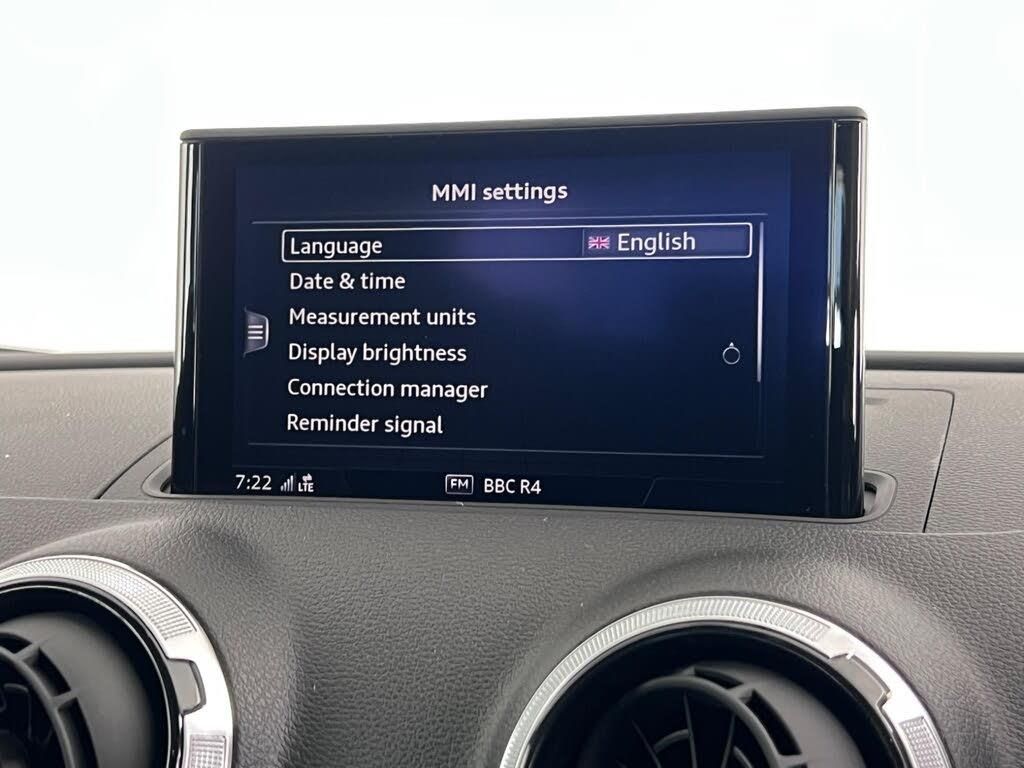 MMI settings
Language English
Date & time
Measurement units
Display brightness
Connection manager
Reminder signal
7:22 LTE FM BBC R4